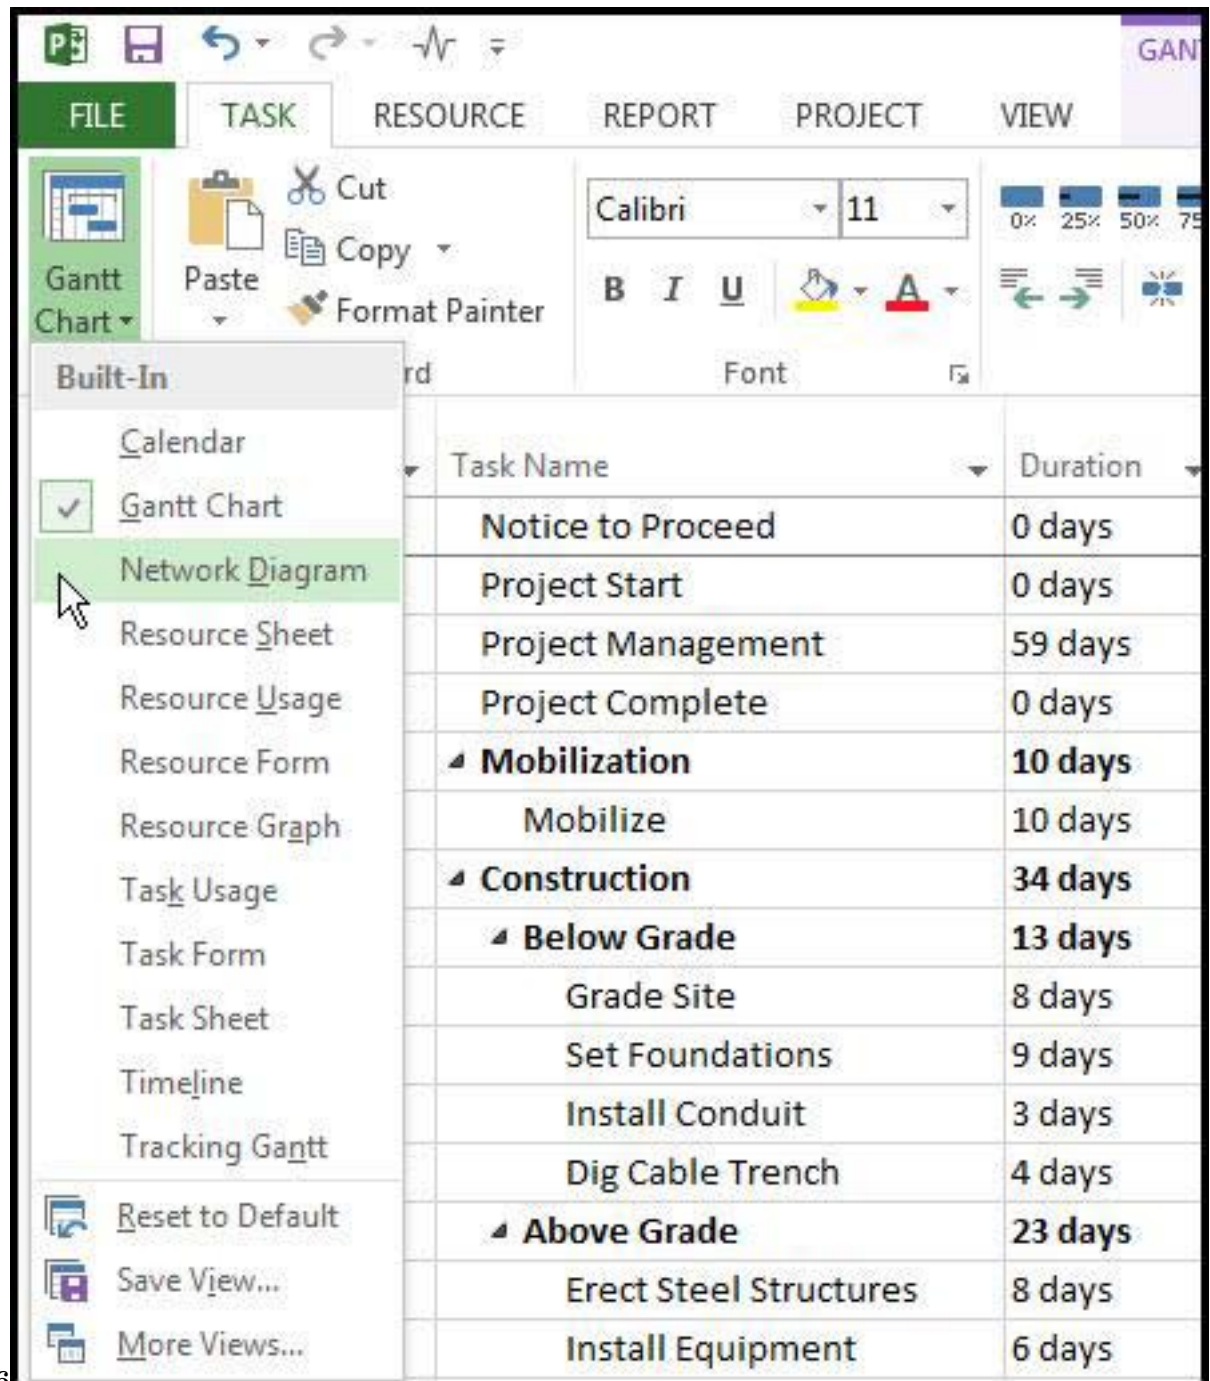 GAN
FILE TASK RESOURCE REPORT PROJECT VIEW
Cut
Calibri 11
0% 25% 50% 75
Copy
Gantt Chart
Paste
B I U A
Format Painter
rd
Font
Built-In
Calendar
Gantt Chart
Network Diagram
Resource Sheet
Resource Usage
Resource Form
Resource Graph
Task Usage
Task Form
Task Sheet
Timeline
Tracking Gantt
Reset to Default
Save View...
More Views...
Task Name Duration
Notice to Proceed 0 days
Project Start 0 days
Project Management 59 days
Project Complete 0 days
Mobilization 10 days
Mobilize 10 days
Construction 34 days
Below Grade 13 days
Grade Site 8 days
Set Foundations 9 days
Install Conduit 3 days
Dig Cable Trench 4 days
Above Grade 23 days
Erect Steel Structures 8 days
Install Equipment 6 days
6